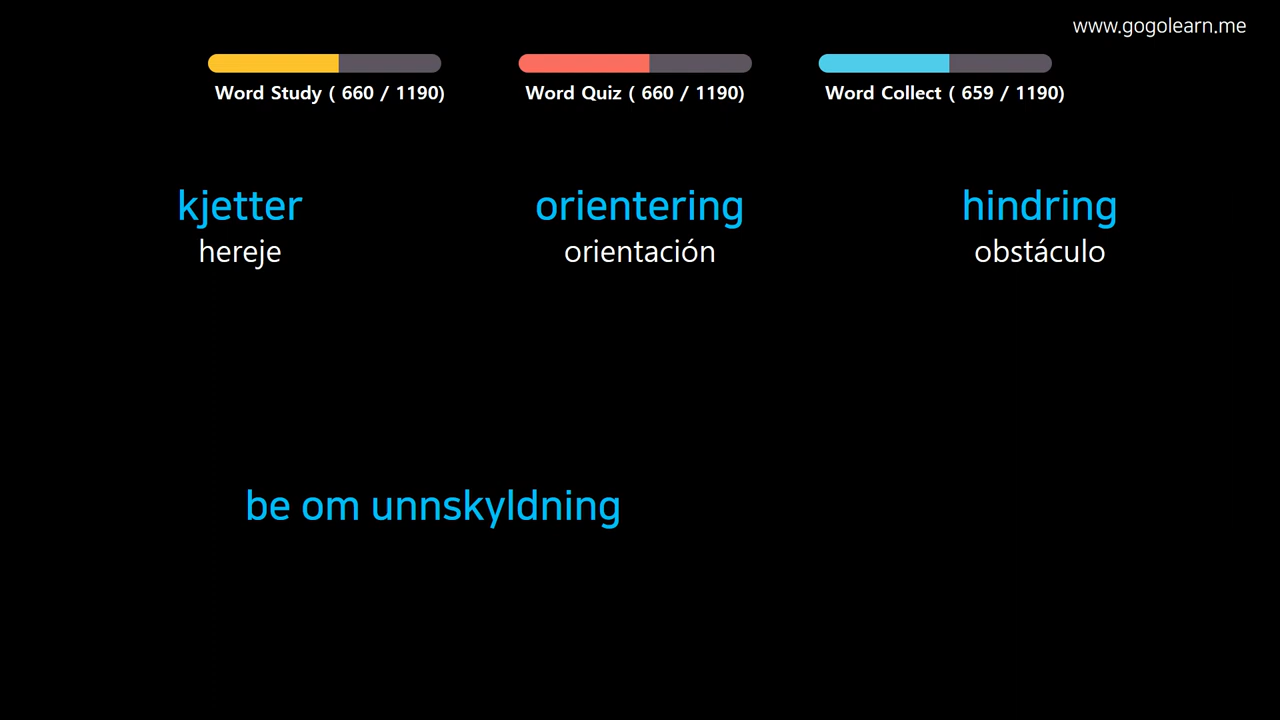 www.gogolearn.me
Word Study ( 660 / 1190)
Word Quiz ( 660 / 1190)
Word Collect ( 659 / 1190)
kjetter
hereje
orientering
orientación
hindring
obstáculo
be om unnskyldning